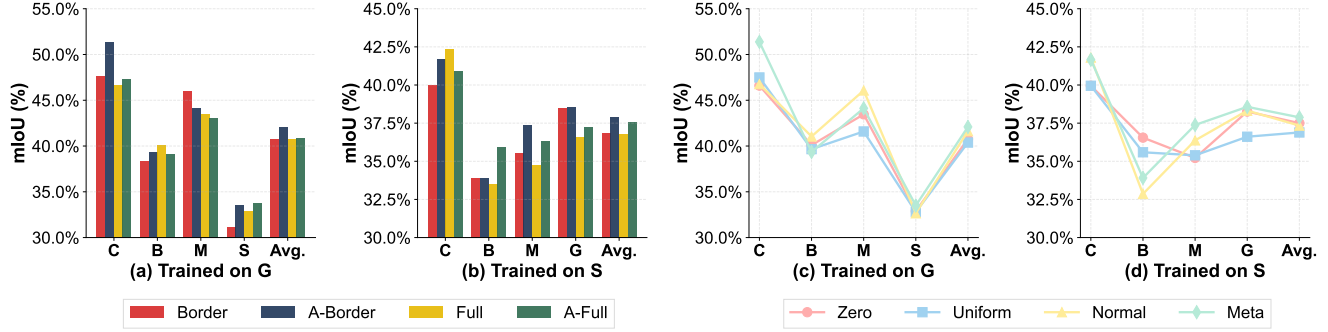 55.0%
50.0%
45.0%
40.0%
35.0%
30.0%
mIoU (%)
C B M S Avg.
(a) Trained on G
45.0%
42.5%
40.0%
37.5%
35.0%
32.5%
30.0%
mIoU (%)
C B M G Avg.
(b) Trained on S
Border A-Border Full A-Full
55.0%
50.0%
45.0%
40.0%
35.0%
30.0%
mIoU (%)
C B M S Avg.
(c) Trained on G
45.0%
42.5%
40.0%
37.5%
35.0%
32.5%
30.0%
mIoU (%)
C B M G Avg.
(d) Trained on S
Zero Uniform Normal Meta